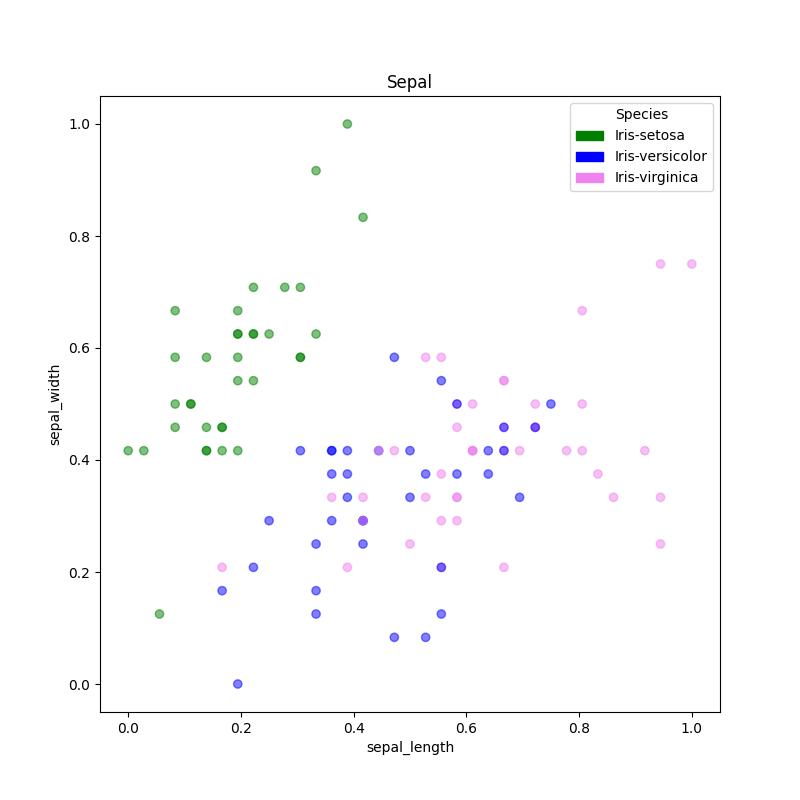 Sepal
Species
Iris-setosa
Iris-versicolor
Iris-virginica
sepal_width
1.0
0.8
0.6
0.4
0.2
0.0
0.0 0.2 0.4 0.6 0.8 1.0
sepal_length